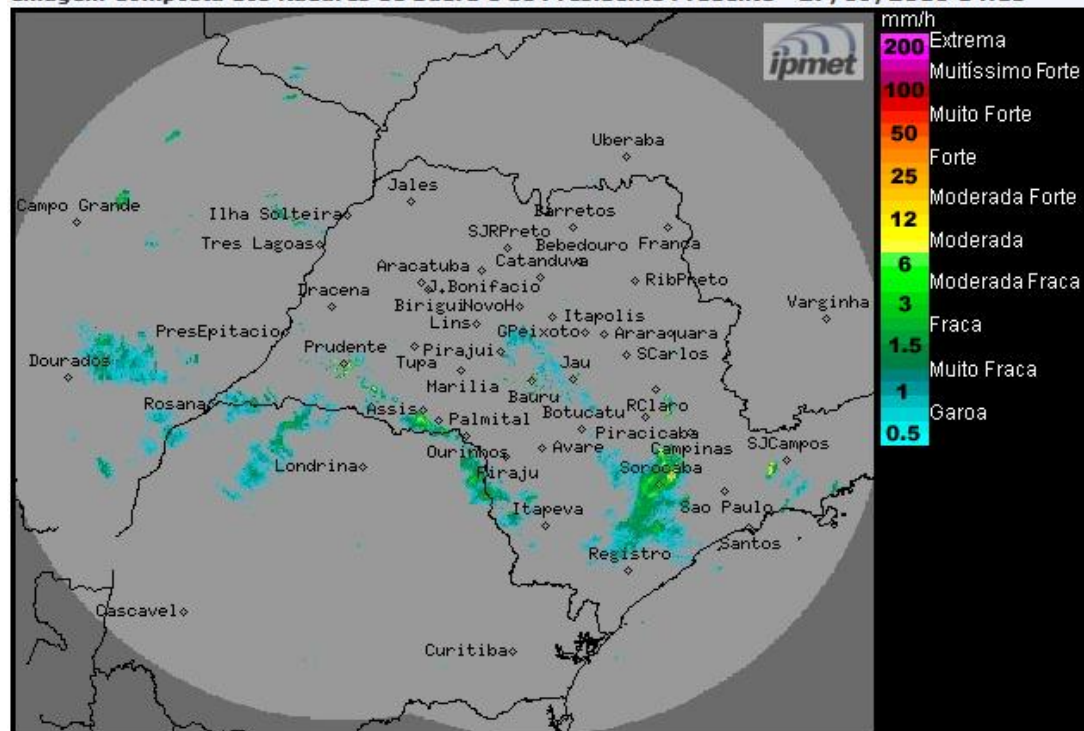 mm/h
ipmet
200 Extrema
Muitíssimo Forte
100
Muito Forte
50
Forte
25
Moderada Forte
12
Moderada
6
Moderada Fraca
3
Fraca
1.5
Muito Fraca
1
Garoa
0.5
Uberaba
Jales
Campo Grande
Ilha Solteira
Barretos
SJRPreto
Tres Lagoas
Bebedouro
Franca
Catanduva
Aracatuba
J.Bonifacio
RibPreto
Dracena
Birigui
NovoH
Varginha
Lins
Itapolis
PresEpitacio
GPeixoto
Araraquara
Prudente
Pirajui
SCarlos
Dourados
Tupa
Jau
Marilia
Bauru
Rosana
Assis
Botucatu
RClaro
Palmital
Piracicaba
Ourinhos
Avare
Campinas
SJCampos
Londrina
Piraju
Sorocaba
Itapeva
Sao Paulo
Santos
Registro
Cascavel
Curitiba